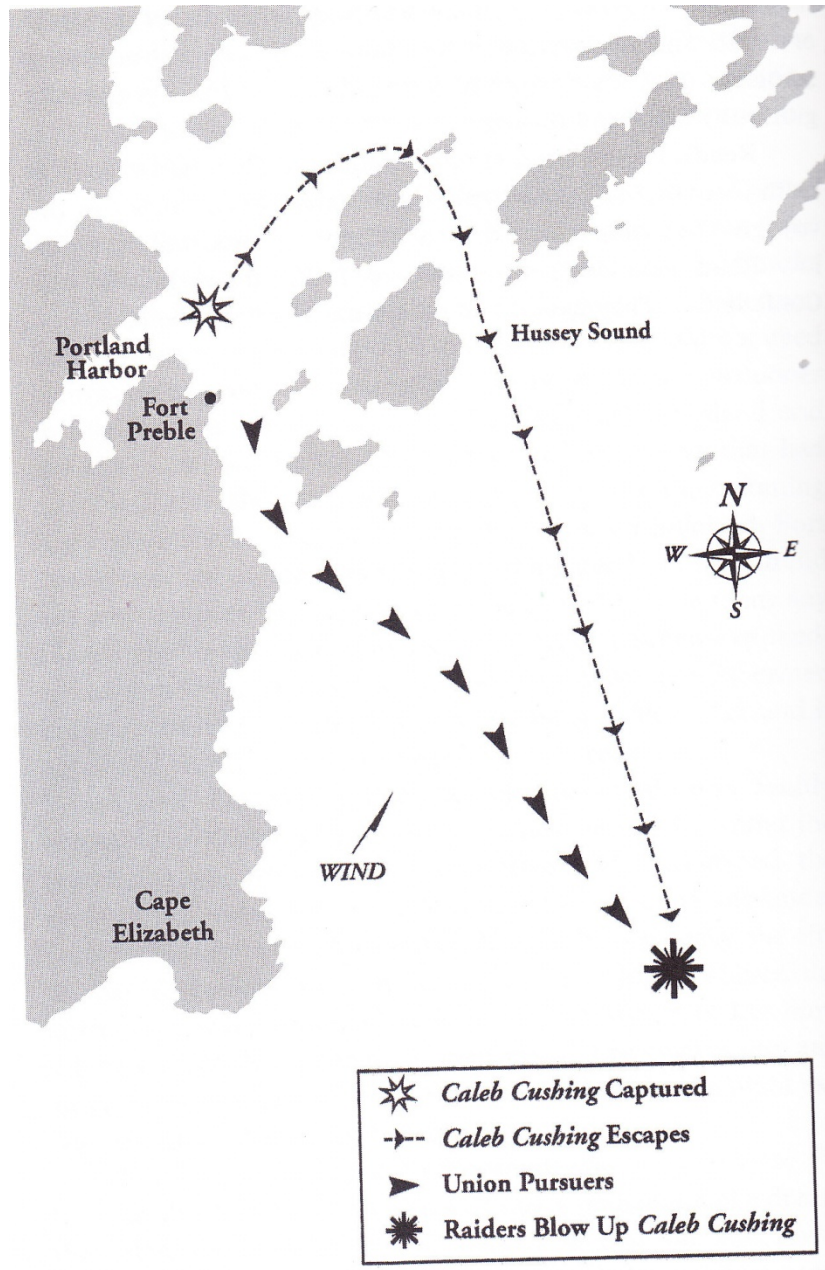 Portland
Harbor
Hussey Sound
Fort
Preble
N
W
E
S
WIND
Cape
Elizabeth
Caleb Cushing Captured
Caleb Cushing Escapes
Union Pursuers
Raiders Blow Up Caleb Cushing